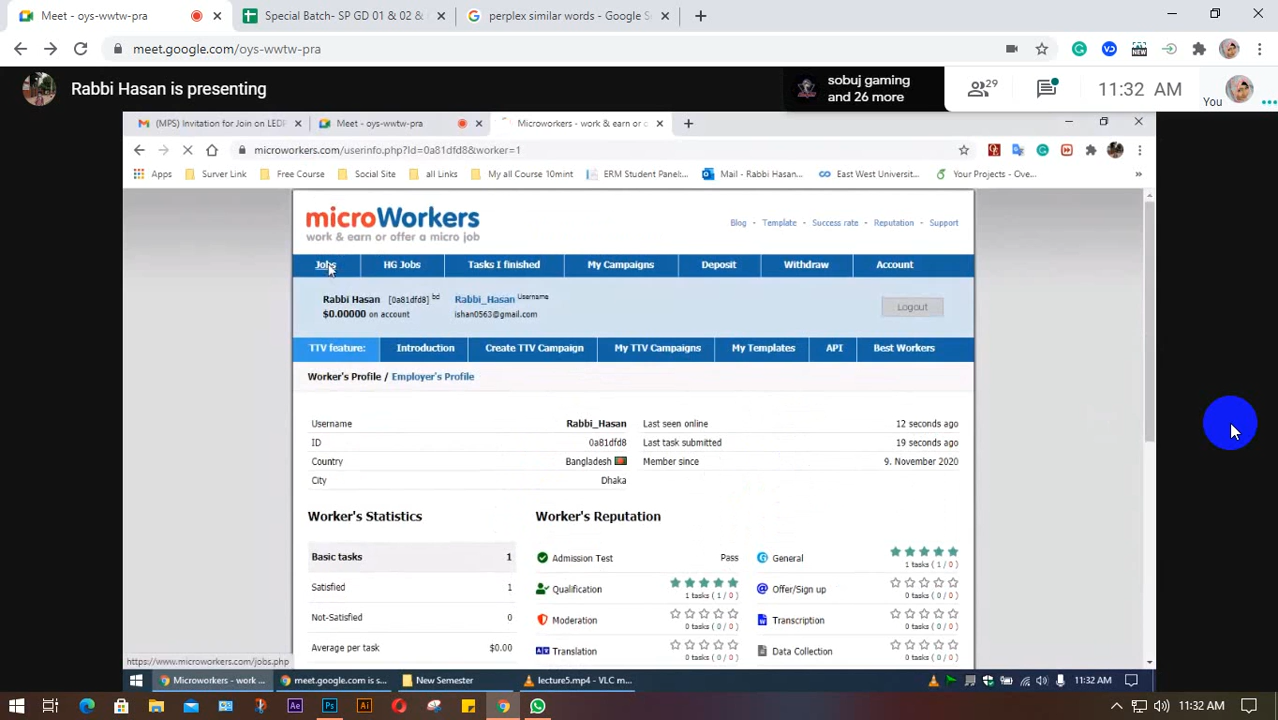 Meet - oys-wwtw-pra
Special Batch- SP GD 01 & 02 &
perplex similar words - Google Se
meet.google.com/oys-wwtw-pra
NEW
Rabbi Hasan is presenting
sobuj gaming
and 26 more
29
11:32 AM
You
(MPS) Invitation for Join on LEDP
Meet - oys-wwtw-pra
Microworkers - work & earn or o
microworkers.com/userinfo.php?Id=0a81dfd8&worker=1
Apps
Surver Link
Free Course
Social Site
all Links
My all Course 10mint
ERM Student Panel:...
Mail - Rabbi Hasan...
East West Universit...
Your Projects - Ove...
»
microWorkers
work & earn or offer a micro job
Blog - Template - Success rate - Reputation - Support
Jobs
HG Jobs
Tasks I finished
My Campaigns
Deposit
Withdraw
Account
Rabbi Hasan [0a81dfd8] bd
Rabbi_Hasan Username
$0.00000 on account
ishan0563@gmail.com
Logout
TTV feature:
Introduction
Create TTV Campaign
My TTV Campaigns
My Templates
API
Best Workers
Worker's Profile / Employer's Profile
Username Rabbi_Hasan
Last seen online 12 seconds ago
ID 0a81dfd8
Last task submitted 19 seconds ago
Country Bangladesh
Member since 9. November 2020
City Dhaka
Worker's Statistics
Worker's Reputation
Basic tasks 1
Admission Test Pass
General
1 tasks ( 1 / 0 )
Satisfied 1
Qualification
1 tasks ( 1 / 0 )
Offer/Sign up
0 tasks ( 0 / 0 )
Not-Satisfied 0
Moderation
0 tasks ( 0 / 0 )
Transcription
0 tasks ( 0 / 0 )
Average per task $0.00
Translation
0 tasks ( 0 / 0 )
Data Collection
0 tasks ( 0 / 0 )
https://www.microworkers.com/jobs.php
Microworkers - work ...
meet.google.com is s...
New Semester
lecture5.mp4 - VLC m...
11:32 AM
Ae
Ps
Ai
11:32 AM